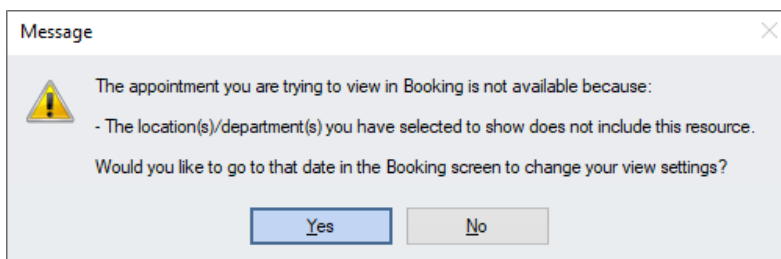 Message
The appointment you are trying to view in Booking is not available because:
- The location(s)/department(s) you have selected to show does not include this resource.
Would you like to go to that date in the Booking screen to change your view settings?
Yes
No